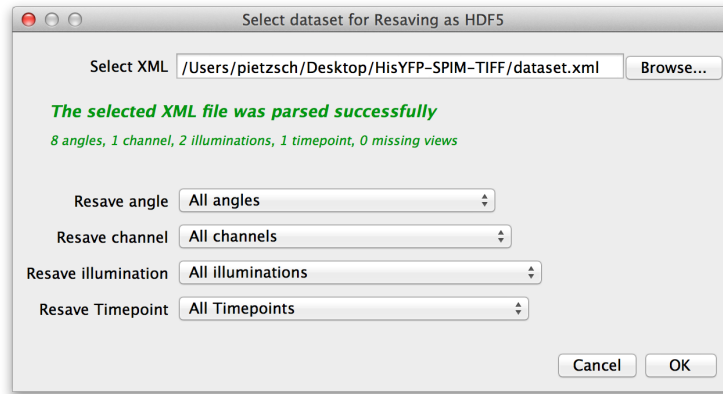 Select dataset for Resaving as HDF5
Select XML /Users/pietzsch/Desktop/HisYFP-SPIM-TIFF/dataset.xml Browse...
The selected XML file was parsed successfully
8 angles, 1 channel, 2 illuminations, 1 timepoint, 0 missing views
Resave angle All angles
Resave channel All channels
Resave illumination All illuminations
Resave Timepoint All Timepoints
Cancel OK